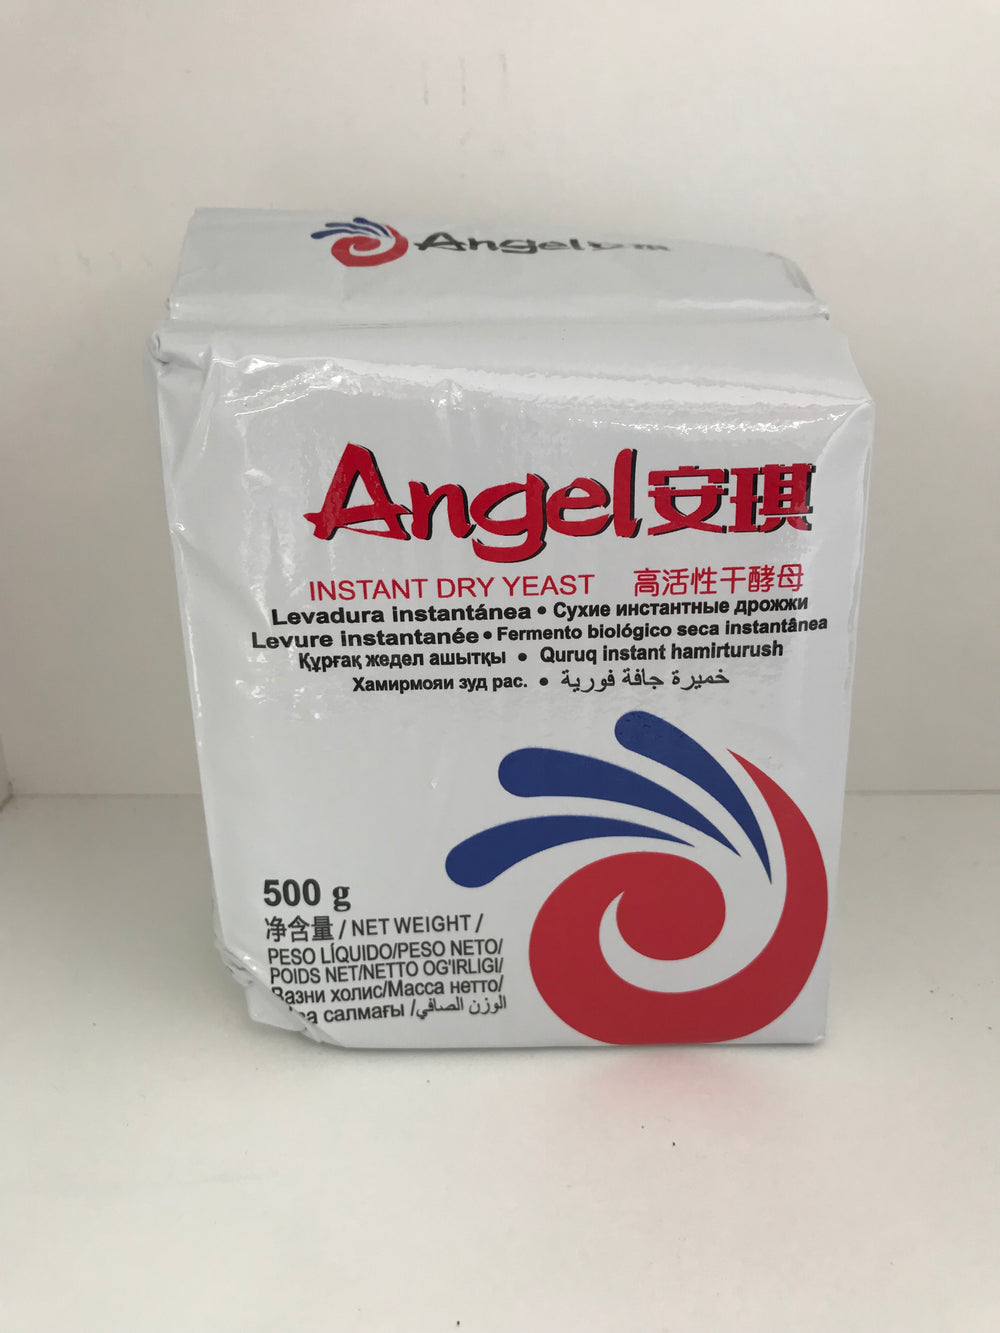 Angel
Angel安琪
INSTANT DRY YEAST 高活性干酵母
Levadura instantánea • Сухие инстантные дрожжи
Levure instantanée • Fermento biológico seca instantânea
Құрғақ жедел ашытқы • Quruq instant hamirturush
Хамирмояи зуд рас. • خميرة جافة فورية
500 g
净含量 / NET WEIGHT /
PESO LÍQUIDO/PESO NETO/
POIDS NET/NETTO OG'IRLIGI/
Вазни холис/Масса нетто/
салмағы /الوزن الصافي